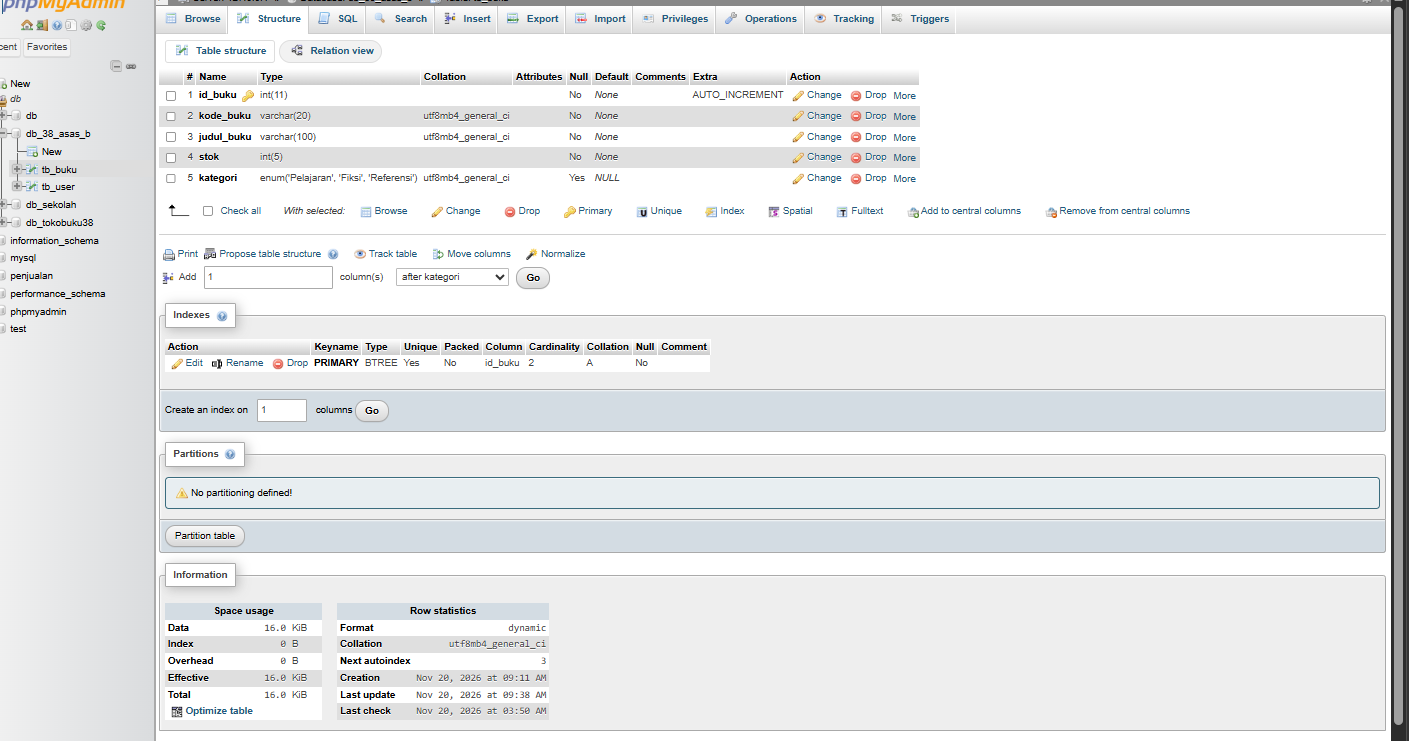 phpMyAdmin
cent Favorites
New
db
db
db_38_asas_b
New
tb_buku
tb_user
db_sekolah
db_tokobuku38
information_schema
mysql
penjualan
performance_schema
phpmyadmin
test
Browse Structure SQL Search Insert Export Import Privileges Operations Tracking Triggers
Table structure Relation view
# Name Type Collation Attributes Null Default Comments Extra Action
1 id_buku int(11) No None AUTO_INCREMENT Change Drop More
2 kode_buku varchar(20) utf8mb4_general_ci No None Change Drop More
3 judul_buku varchar(100) utf8mb4_general_ci No None Change Drop More
4 stok int(5) No None Change Drop More
5 kategori enum('Pelajaran', 'Fiksi', 'Referensi') utf8mb4_general_ci Yes NULL Change Drop More
Check all With selected: Browse Change Drop Primary Unique Index Spatial Fulltext Add to central columns Remove from central columns
Print Propose table structure Track table Move columns Normalize
Add 1 column(s) after kategori Go
Indexes
Action Keyname Type Unique Packed Column Cardinality Collation Null Comment
Edit Rename Drop PRIMARY BTREE Yes No id_buku 2 A No
Create an index on 1 columns Go
Partitions
No partitioning defined!
Partition table
Information
Space usage
Data 16.0 KiB
Index 0 B
Overhead 0 B
Effective 16.0 KiB
Total 16.0 KiB
Optimize table
Row statistics
Format dynamic
Collation utf8mb4_general_ci
Next autoindex 3
Creation Nov 20, 2026 at 09:11 AM
Last update Nov 20, 2026 at 09:38 AM
Last check Nov 20, 2026 at 03:50 AM